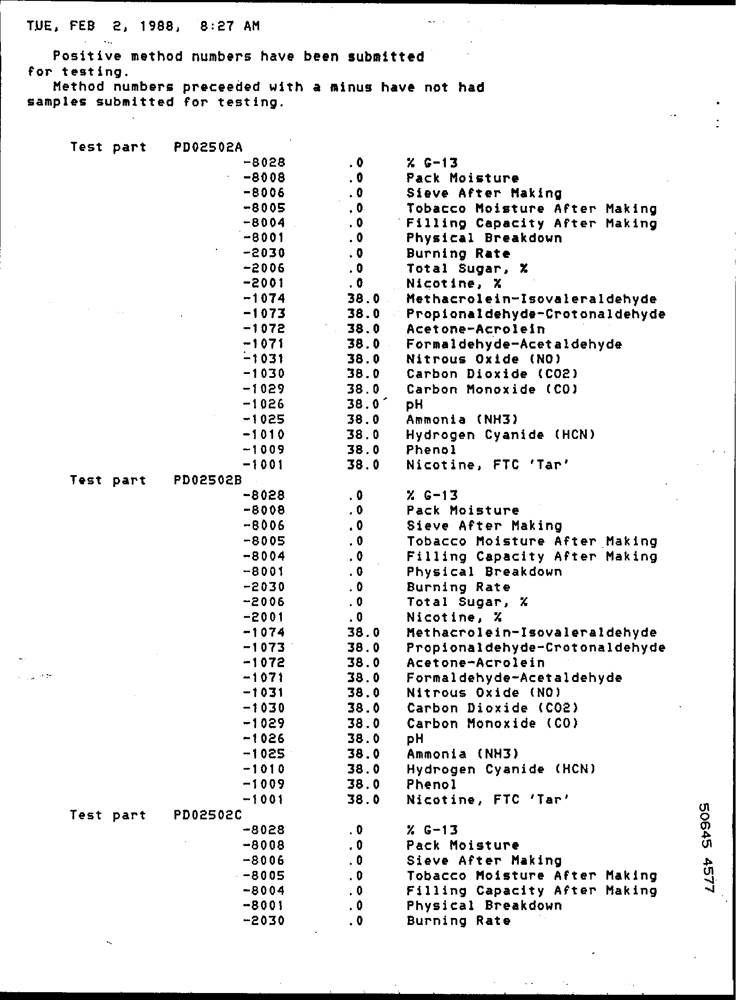 TUE, FEB 2, 1988, 8:27 AM
Positive method numbers have been submitted
for testing.
Method numbers preceeded with a minus have not had
samples submitted for testing.
Test part PD02502A
-8028 .0 % G-13
-8008 .0 Pack Moisture
-8006 .0 Sieve After Making
-8005 .0 Tobacco Moisture After Making
-8004 .0 Filling Capacity After Making
-8001 .0 Physical Breakdown
-2030 .0 Burning Rate
-2006 .0 Total Sugar, %
-2001 .0 Nicotine, %
-1074 38.0 Methacrolein-Isovaleraldehyde
-1073 38.0 Propionaldehyde-Crotonaldehyde
-1072 38.0 Acetone-Acrolein
-1071 38.0 Formaldehyde-Acetaldehyde
-1031 38.0 Nitrous Oxide (NO)
-1030 38.0 Carbon Dioxide (CO2)
-1029 38.0 Carbon Monoxide (CO)
-1026 38.0 pH
-1025 38.0 Ammonia (NH3)
-1010 38.0 Hydrogen Cyanide (HCN)
-1009 38.0 Phenol
-1001 38.0 Nicotine, FTC 'Tar'
Test part PD02502B
-8028 .0 % G-13
-8008 .0 Pack Moisture
-8006 .0 Sieve After Making
-8005 .0 Tobacco Moisture After Making
-8004 .0 Filling Capacity After Making
-8001 .0 Physical Breakdown
-2030 .0 Burning Rate
-2006 .0 Total Sugar, %
-2001 .0 Nicotine, %
-1074 38.0 Methacrolein-Isovaleraldehyde
-1073 38.0 Propionaldehyde-Crotonaldehyde
-1072 38.0 Acetone-Acrolein
-1071 38.0 Formaldehyde-Acetaldehyde
-1031 38.0 Nitrous Oxide (NO)
-1030 38.0 Carbon Dioxide (CO2)
-1029 38.0 Carbon Monoxide (CO)
-1026 38.0 pH
-1025 38.0 Ammonia (NH3)
-1010 38.0 Hydrogen Cyanide (HCN)
-1009 38.0 Phenol
-1001 38.0 Nicotine, FTC 'Tar'
Test part PD02502C
-8028 .0 % G-13
-8008 .0 Pack Moisture
-8006 .0 Sieve After Making
-8005 .0 Tobacco Moisture After Making
-8004 .0 Filling Capacity After Making
-8001 .0 Physical Breakdown
-2030 .0 Burning Rate
50645 4577